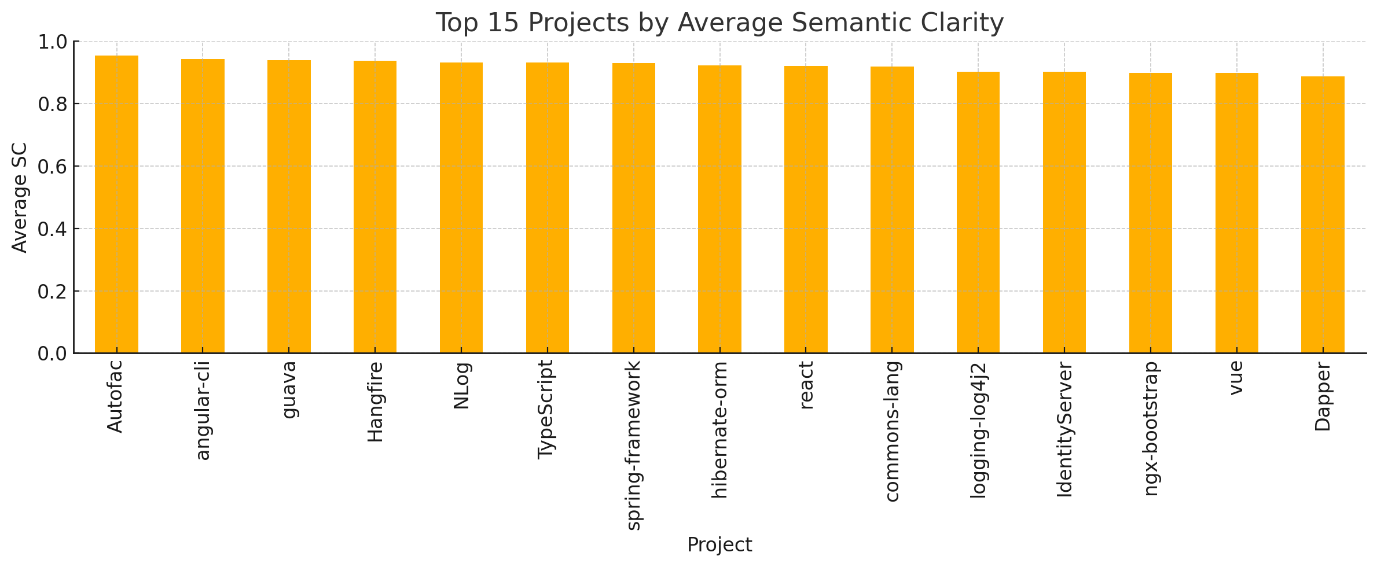 Top 15 Projects by Average Semantic Clarity
1.0
0.8
0.6
0.4
0.2
0.0
Average SC
Autofac
angular-cli
guava
Hangfire
NLog
TypeScript
spring-framework
hibernate-orm
react
commons-lang
logging-log4j2
IdentityServer
ngx-bootstrap
vue
Dapper
Project